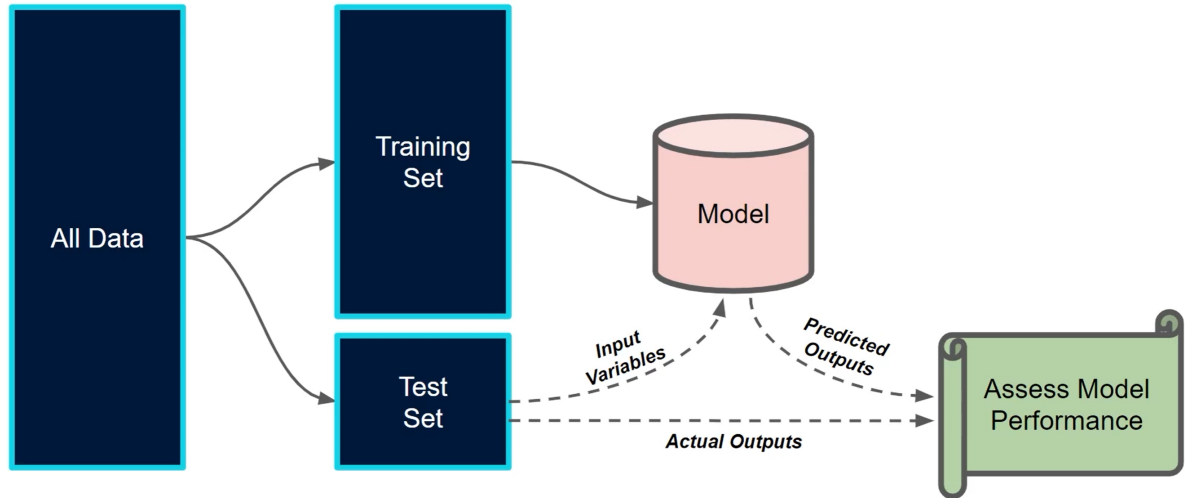 All Data
Training
Set
Model
Test
Set
Input
Variables
Predicted
Outputs
Actual Outputs
Assess Model
Performance